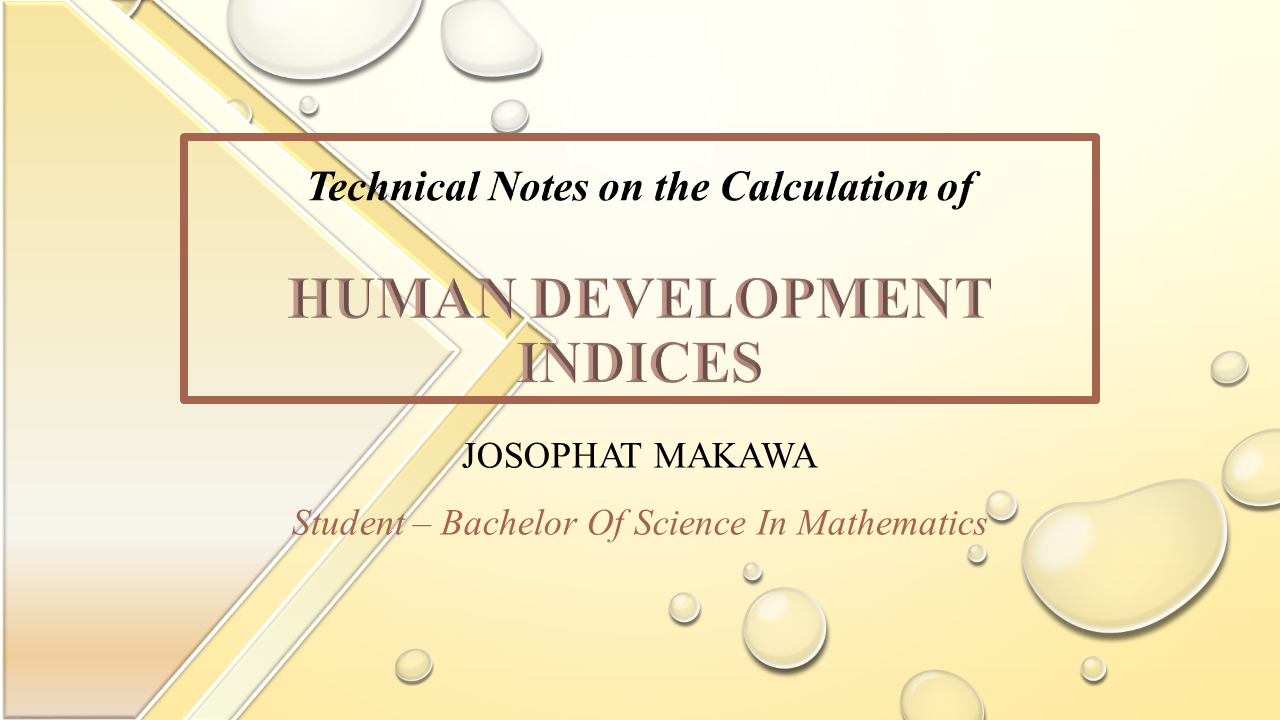 Technical Notes on the Calculation of
HUMAN DEVELOPMENT
INDICES
JOSOPHAT MAKAWA
Student – Bachelor Of Science In Mathematics